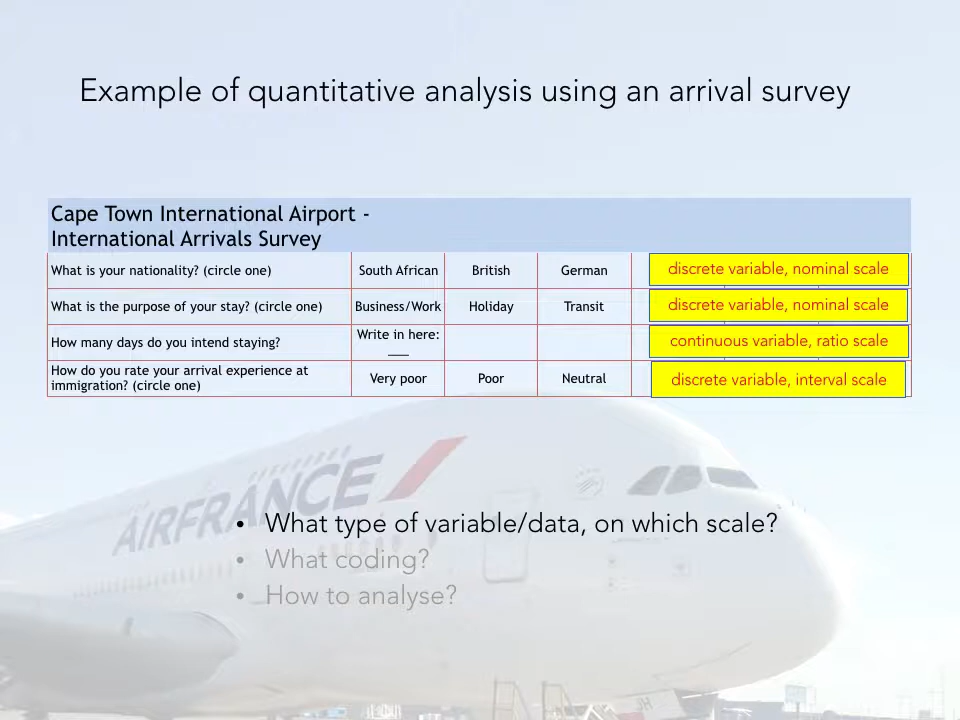 Example of quantitative analysis using an arrival survey
Cape Town International Airport -
International Arrivals Survey
What is your nationality? (circle one) South African British German discrete variable, nominal scale
What is the purpose of your stay? (circle one) Business/Work Holiday Transit discrete variable, nominal scale
How many days do you intend staying? Write in here: ___ continuous variable, ratio scale
How do you rate your arrival experience at
immigration? (circle one) Very poor Poor Neutral discrete variable, interval scale
AIRFRANCE
• What type of variable/data, on which scale?
• What coding?
• How to analyse?